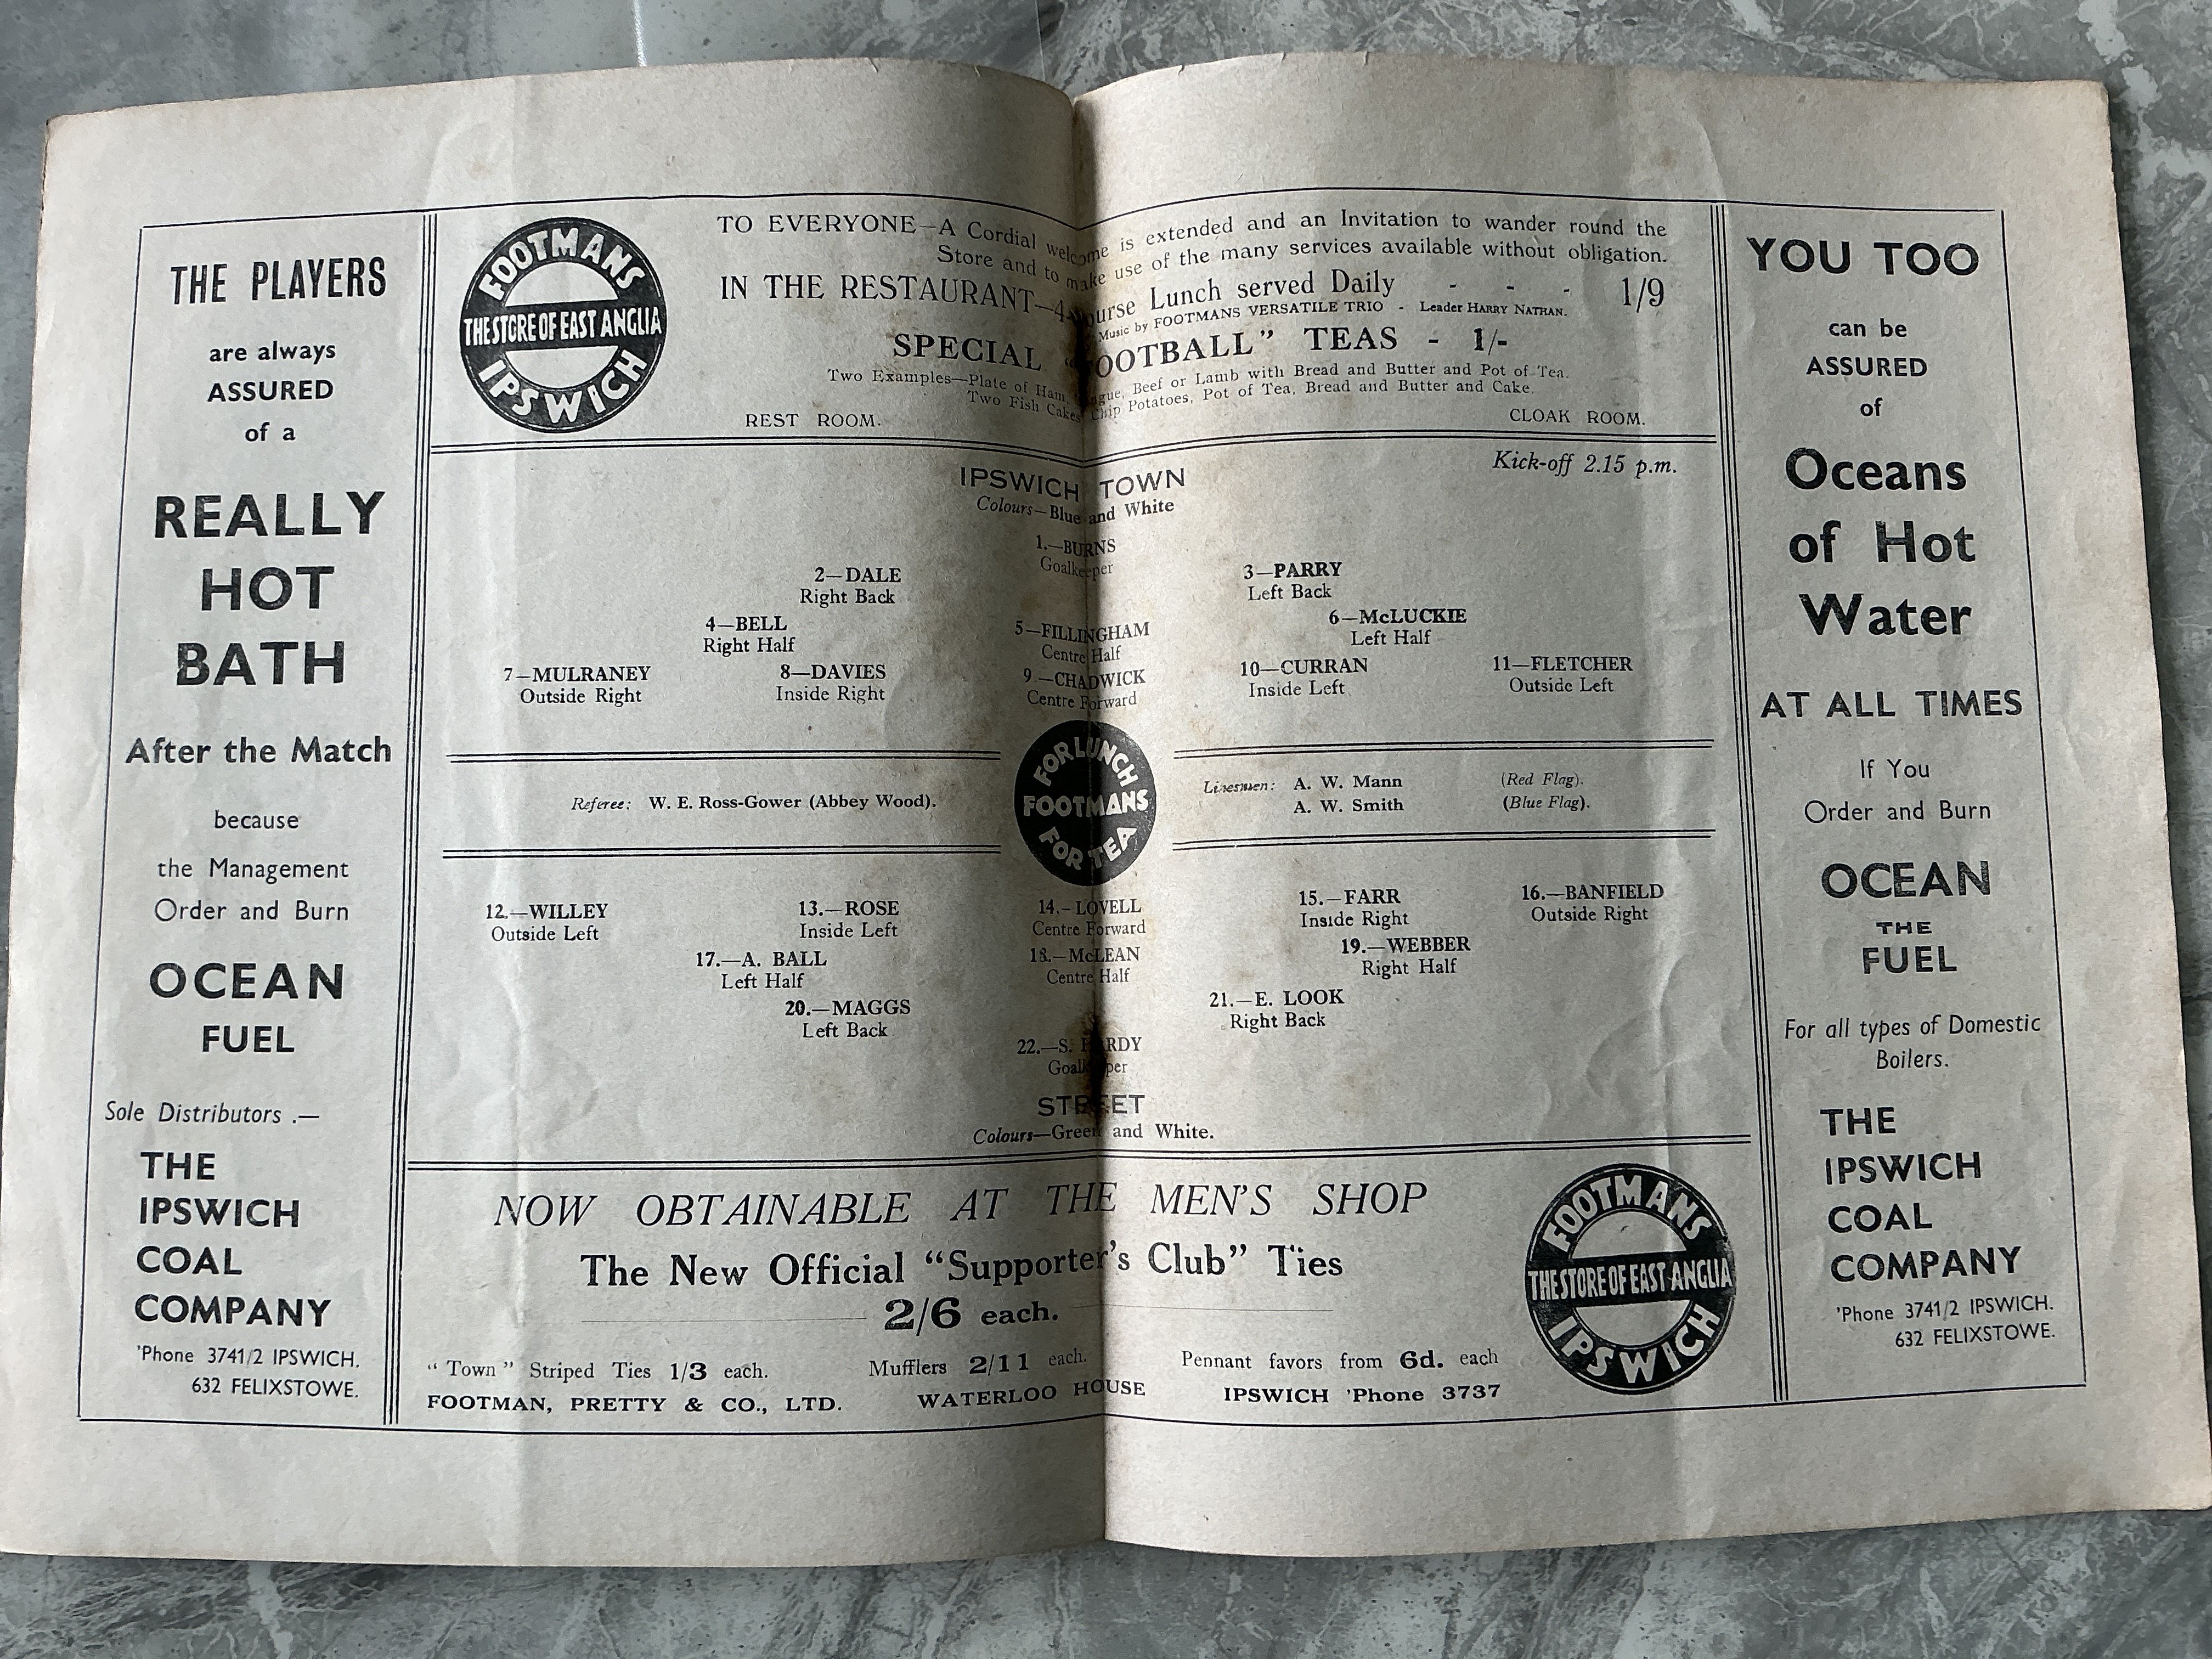 THE PLAYERS
are always
ASSURED
of a
REALLY
HOT
BATH
After the Match
because
the Management
Order and Burn
OCEAN
FUEL
Sole Distributors .—
THE
IPSWICH
COAL
COMPANY
'Phone 3741/2 IPSWICH.
632 FELIXSTOWE.
FOOTMANS
THE STORE OF EAST ANGLIA
IPSWICH
TO EVERYONE—A Cordial welcome is extended and an Invitation to wander round the
Store and to make use of the many services available without obligation.
IN THE RESTAURANT—4-course Lunch served Daily - - - 1/9
Music by FOOTMANS VERSATILE TRIO - Leader HARRY NATHAN.
SPECIAL "FOOTBALL" TEAS - 1/-
Two Examples—Plate of Ham, Tongue, Beef or Lamb with Bread and Butter and Pot of Tea.
Two Fish Cakes, Chip Potatoes, Pot of Tea, Bread and Butter and Cake.
REST ROOM. CLOAK ROOM.
Kick-off 2.15 p.m.
IPSWICH TOWN
Colours—Blue and White
1.—BURNS
Goalkeeper
2—DALE 3—PARRY
Right Back Left Back
4—BELL 5—FILLINGHAM 6—McLUCKIE
Right Half Centre Half Left Half
7—MULRANEY 8—DAVIES 9—CHADWICK 10—CURRAN 11—FLETCHER
Outside Right Inside Right Centre Forward Inside Left Outside Left
FOR LUNCH
FOOTMANS
FOR TEA
Referee: W. E. Ross-Gower (Abbey Wood).
Linesmen: A. W. Mann (Red Flag).
A. W. Smith (Blue Flag).
12.—WILLEY 13.—ROSE 14.—LOVELL 15.—FARR 16.—BANFIELD
Outside Left Inside Left Centre Forward Inside Right Outside Right
17.—A. BALL 18.—McLEAN 19.—WEBBER
Left Half Centre Half Right Half
20.—MAGGS 21.—E. LOOK
Left Back Right Back
22.—S. HARDY
Goalkeeper
STREET
Colours—Green and White.
NOW OBTAINABLE AT THE MEN'S SHOP
The New Official "Supporter's Club" Ties
2/6 each.
"Town" Striped Ties 1/3 each. Mufflers 2/11 each. Pennant favors from 6d. each
FOOTMAN, PRETTY & CO., LTD. WATERLOO HOUSE IPSWICH 'Phone 3737
FOOTMANS
THE STORE OF EAST ANGLIA
IPSWICH
YOU TOO
can be
ASSURED
of
Oceans
of Hot
Water
AT ALL TIMES
If You
Order and Burn
OCEAN
THE
FUEL
For all types of Domestic
Boilers.
THE
IPSWICH
COAL
COMPANY
'Phone 3741/2 IPSWICH.
632 FELIXSTOWE.